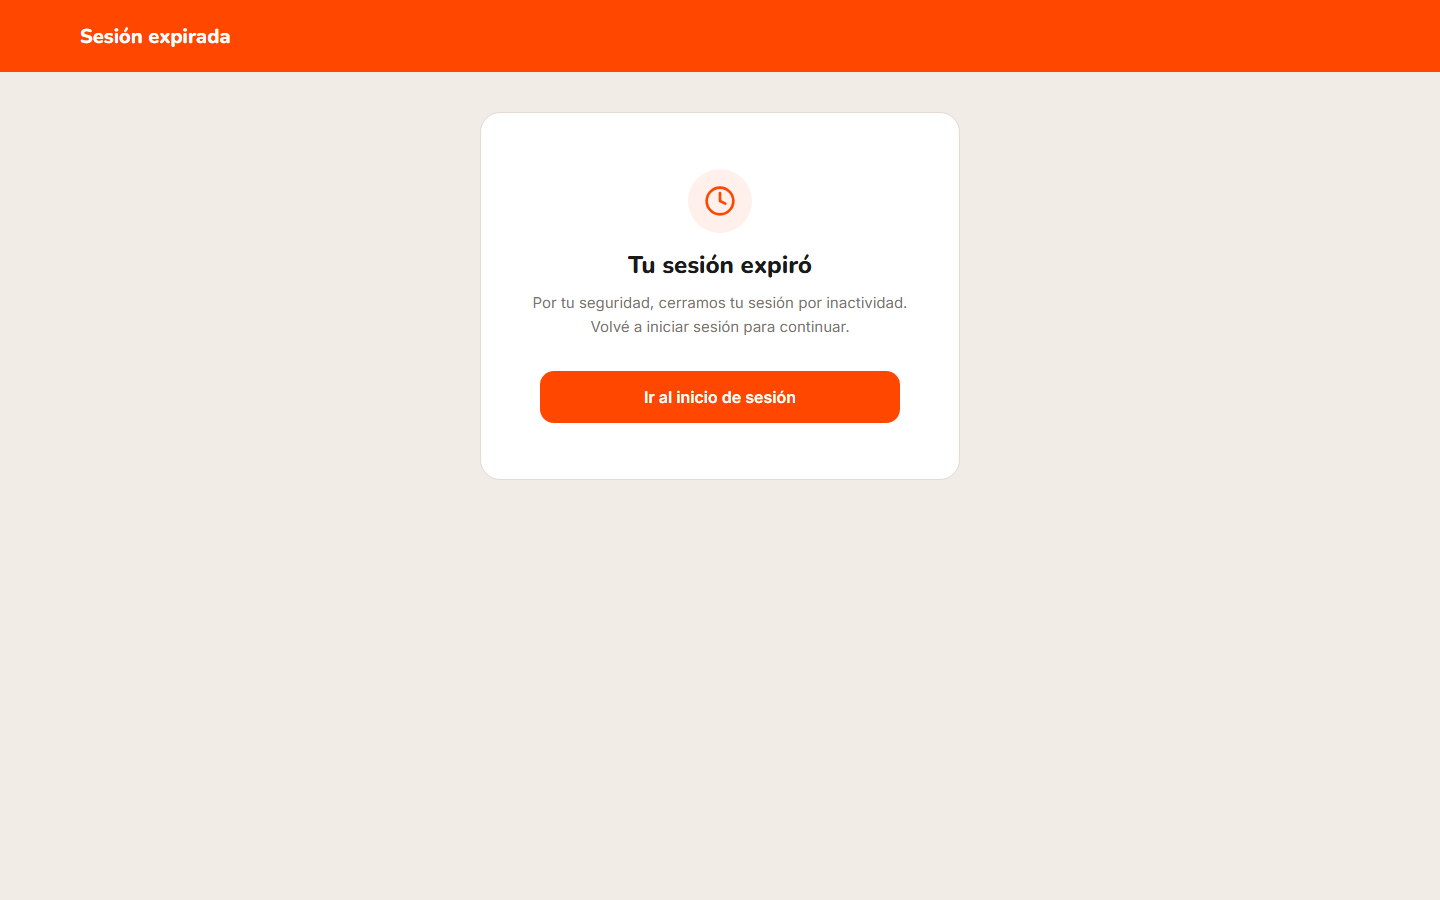 Sesión expirada
Tu sesión expiró
Por tu seguridad, cerramos tu sesión por inactividad.
Volvé a iniciar sesión para continuar.
Ir al inicio de sesión